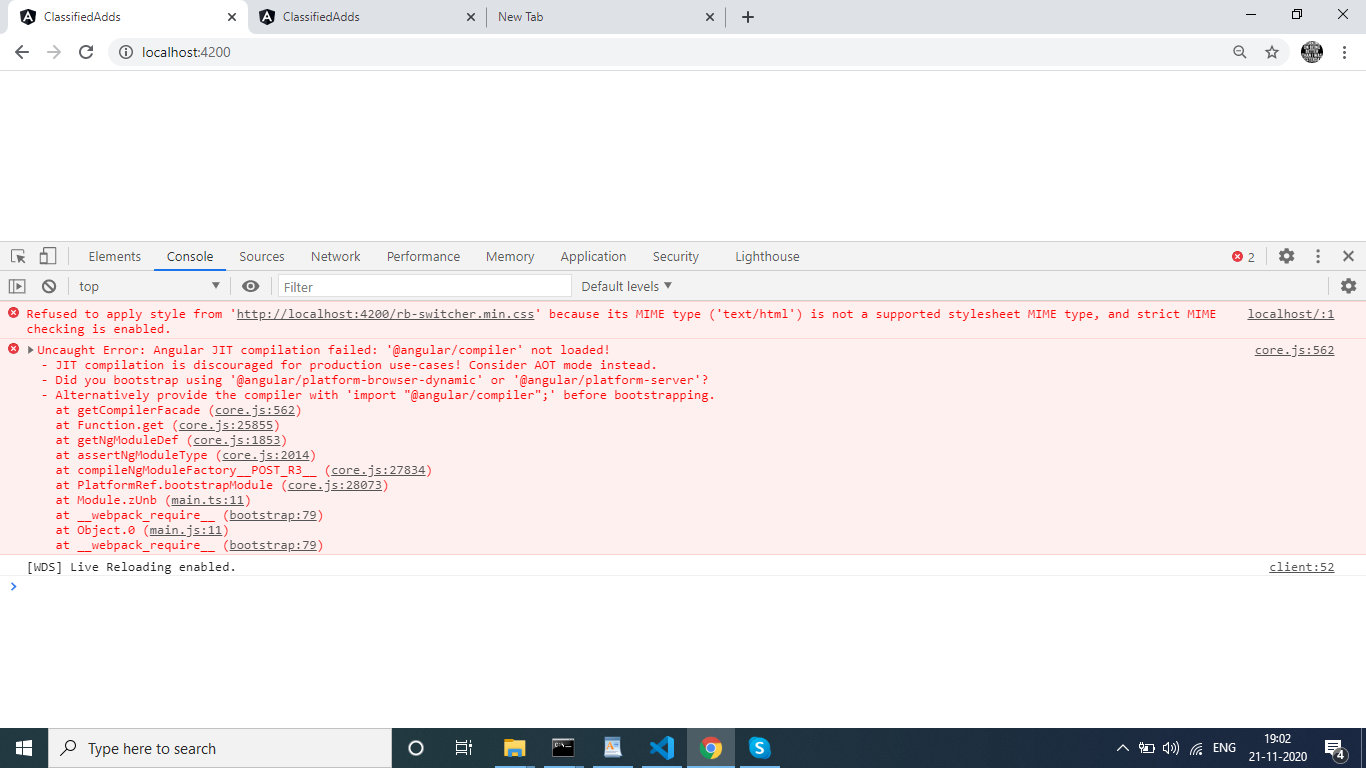 ClassifiedAdds
ClassifiedAdds
New Tab
localhost:4200
Elements Console Sources Network Performance Memory Application Security Lighthouse 2
top Filter Default levels
Refused to apply style from 'http://localhost:4200/rb-switcher.min.css' because its MIME type ('text/html') is not a supported stylesheet MIME type, and strict MIME localhost/:1
checking is enabled.
Uncaught Error: Angular JIT compilation failed: '@angular/compiler' not loaded! core.js:562
- JIT compilation is discouraged for production use-cases! Consider AOT mode instead.
- Did you bootstrap using '@angular/platform-browser-dynamic' or '@angular/platform-server'?
- Alternatively provide the compiler with 'import "@angular/compiler";' before bootstrapping.
at getCompilerFacade (core.js:562)
at Function.get (core.js:25855)
at getNgModuleDef (core.js:1853)
at assertNgModuleType (core.js:2014)
at compileNgModuleFactory__POST_R3__ (core.js:27834)
at PlatformRef.bootstrapModule (core.js:28073)
at Module.zUnb (main.ts:11)
at __webpack_require__ (bootstrap:79)
at Object.0 (main.js:11)
at __webpack_require__ (bootstrap:79)
[WDS] Live Reloading enabled. client:52
Type here to search
ENG
19:02
21-11-2020
4